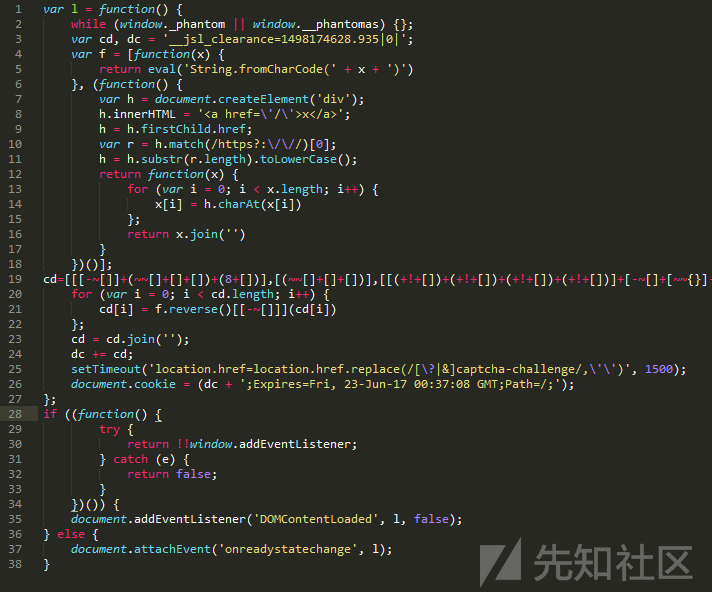 1 var l = function() {
2 while (window._phantom || window.__phantomas) {};
3 var cd, dc = '__jsl_clearance=1498174628.935|0|';
4 var f = [function(x) {
5 return eval('String.fromCharCode(' + x + ')')
6 }, (function() {
7 var h = document.createElement('div');
8 h.innerHTML = '<a href=\'/\'>x</a>';
9 h = h.firstChild.href;
10 var r = h.match(/https?:\/\//)[0];
11 h = h.substr(r.length).toLowerCase();
12 return function(x) {
13 for (var i = 0; i < x.length; i++) {
14 x[i] = h.charAt(x[i])
15 };
16 return x.join('')
17 }
18 })()];
19 cd=[[[-~[]]+(~~[]+[]+[])+(8+[])],[(~~[]+[]+[])],[[(+!+[])+(+!+[])+(+!+[])+(+!+[])]+[-~[]+[~~{}]-
20 for (var i = 0; i < cd.length; i++) {
21 cd[i] = f.reverse()[[-~[]]](cd[i])
22 };
23 cd = cd.join('');
24 dc += cd;
25 setTimeout('location.href=location.href.replace(/[\?|&]captcha-challenge/,\'\')', 1500);
26 document.cookie = (dc + ';Expires=Fri, 23-Jun-17 00:37:08 GMT;Path=/;');
27 };
28 if ((function() {
29 try {
30 return !!window.addEventListener;
31 } catch (e) {
32 return false;
33 }
34 })()) {
35 document.addEventListener('DOMContentLoaded', l, false);
36 } else {
37 document.attachEvent('onreadystatechange', l);
38 }
先知社区